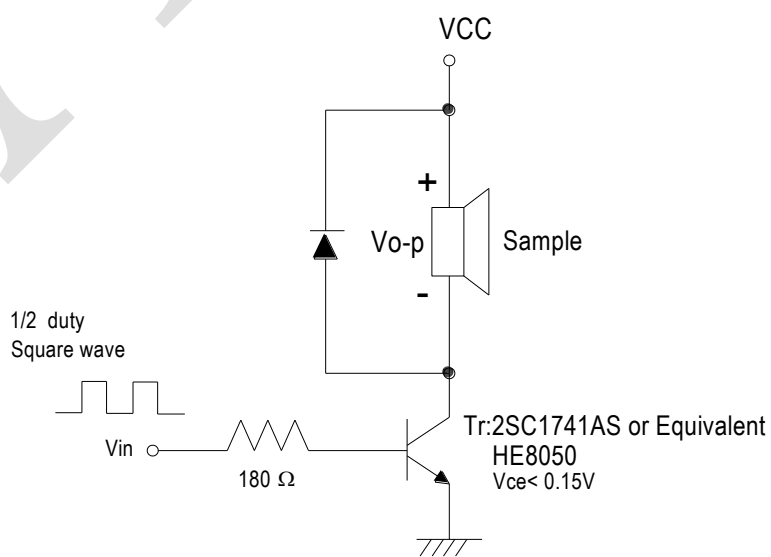 VCC
+
Vo-p
Sample
-
1/2 duty
Square wave
Vin
180 Ω
Tr:2SC1741AS or Equivalent
HE8050
Vce< 0.15V